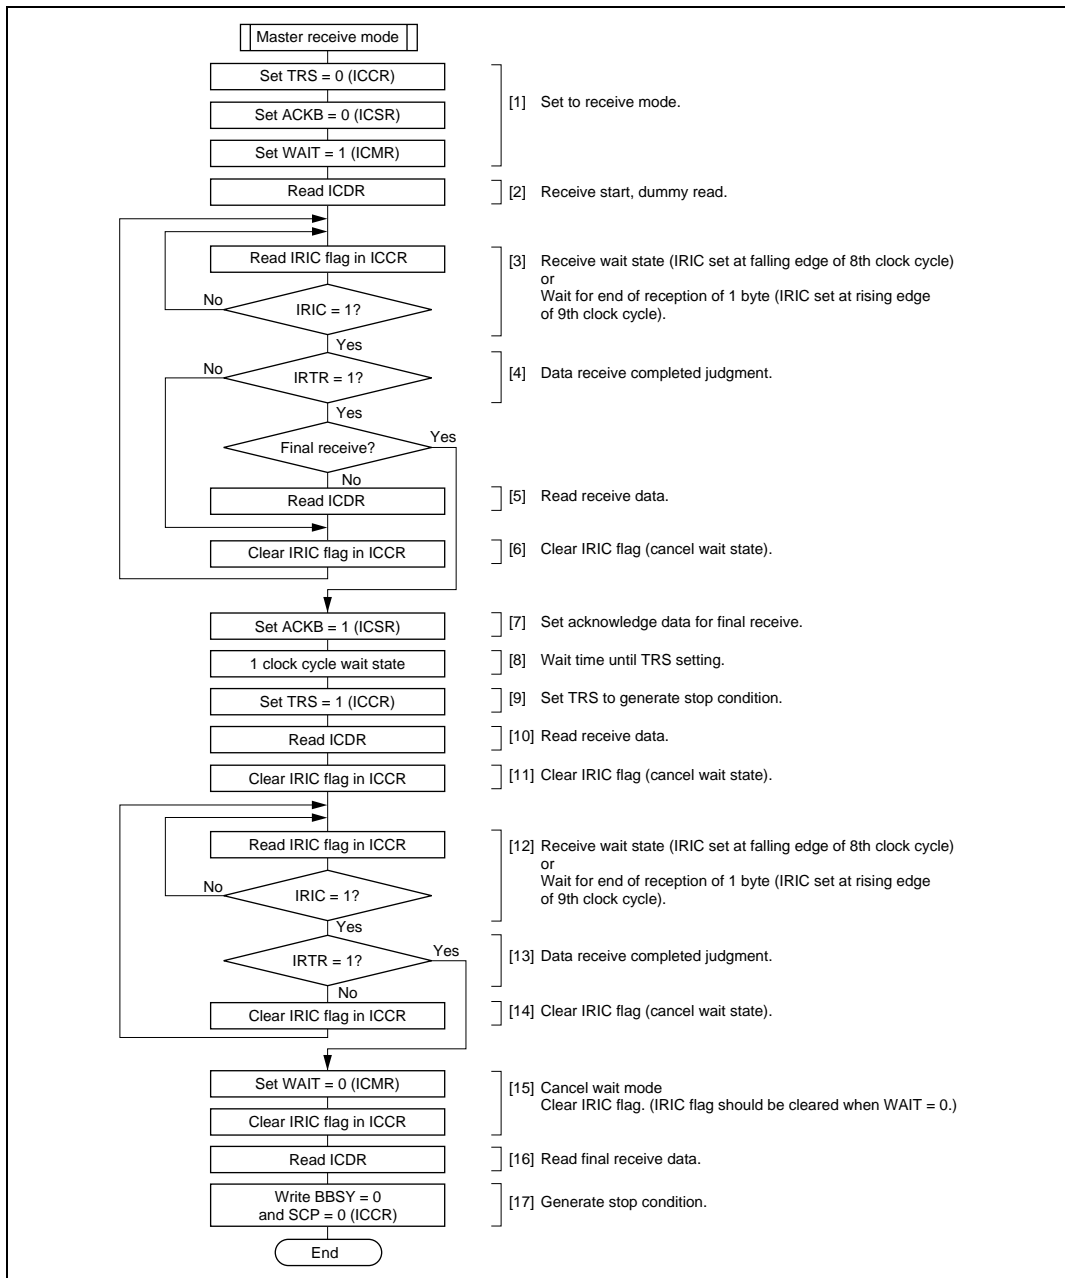 Master receive mode
Set TRS = 0 (ICCR)
[1] Set to receive mode.
Set ACKB = 0 (ICSR)
Set WAIT = 1 (ICMR)
Read ICDR
[2] Receive start, dummy read.
Read IRIC flag in ICCR
[3] Receive wait state (IRIC set at falling edge of 8th clock cycle)
or
Wait for end of reception of 1 byte (IRIC set at rising edge
of 9th clock cycle).
No
IRIC = 1?
Yes
No
IRTR = 1?
[4] Data receive completed judgment.
Yes
Final receive?
Yes
No
Read ICDR
[5] Read receive data.
Clear IRIC flag in ICCR
[6] Clear IRIC flag (cancel wait state).
Set ACKB = 1 (ICSR)
[7] Set acknowledge data for final receive.
1 clock cycle wait state
[8] Wait time until TRS setting.
Set TRS = 1 (ICCR)
[9] Set TRS to generate stop condition.
Read ICDR
[10] Read receive data.
Clear IRIC flag in ICCR
[11] Clear IRIC flag (cancel wait state).
Read IRIC flag in ICCR
[12] Receive wait state (IRIC set at falling edge of 8th clock cycle)
or
Wait for end of reception of 1 byte (IRIC set at rising edge
of 9th clock cycle).
No
IRIC = 1?
Yes
IRTR = 1?
Yes
[13] Data receive completed judgment.
No
Clear IRIC flag in ICCR
[14] Clear IRIC flag (cancel wait state).
Set WAIT = 0 (ICMR)
[15] Cancel wait mode
Clear IRIC flag. (IRIC flag should be cleared when WAIT = 0.)
Clear IRIC flag in ICCR
Read ICDR
[16] Read final receive data.
Write BBSY = 0
and SCP = 0 (ICCR)
[17] Generate stop condition.
End